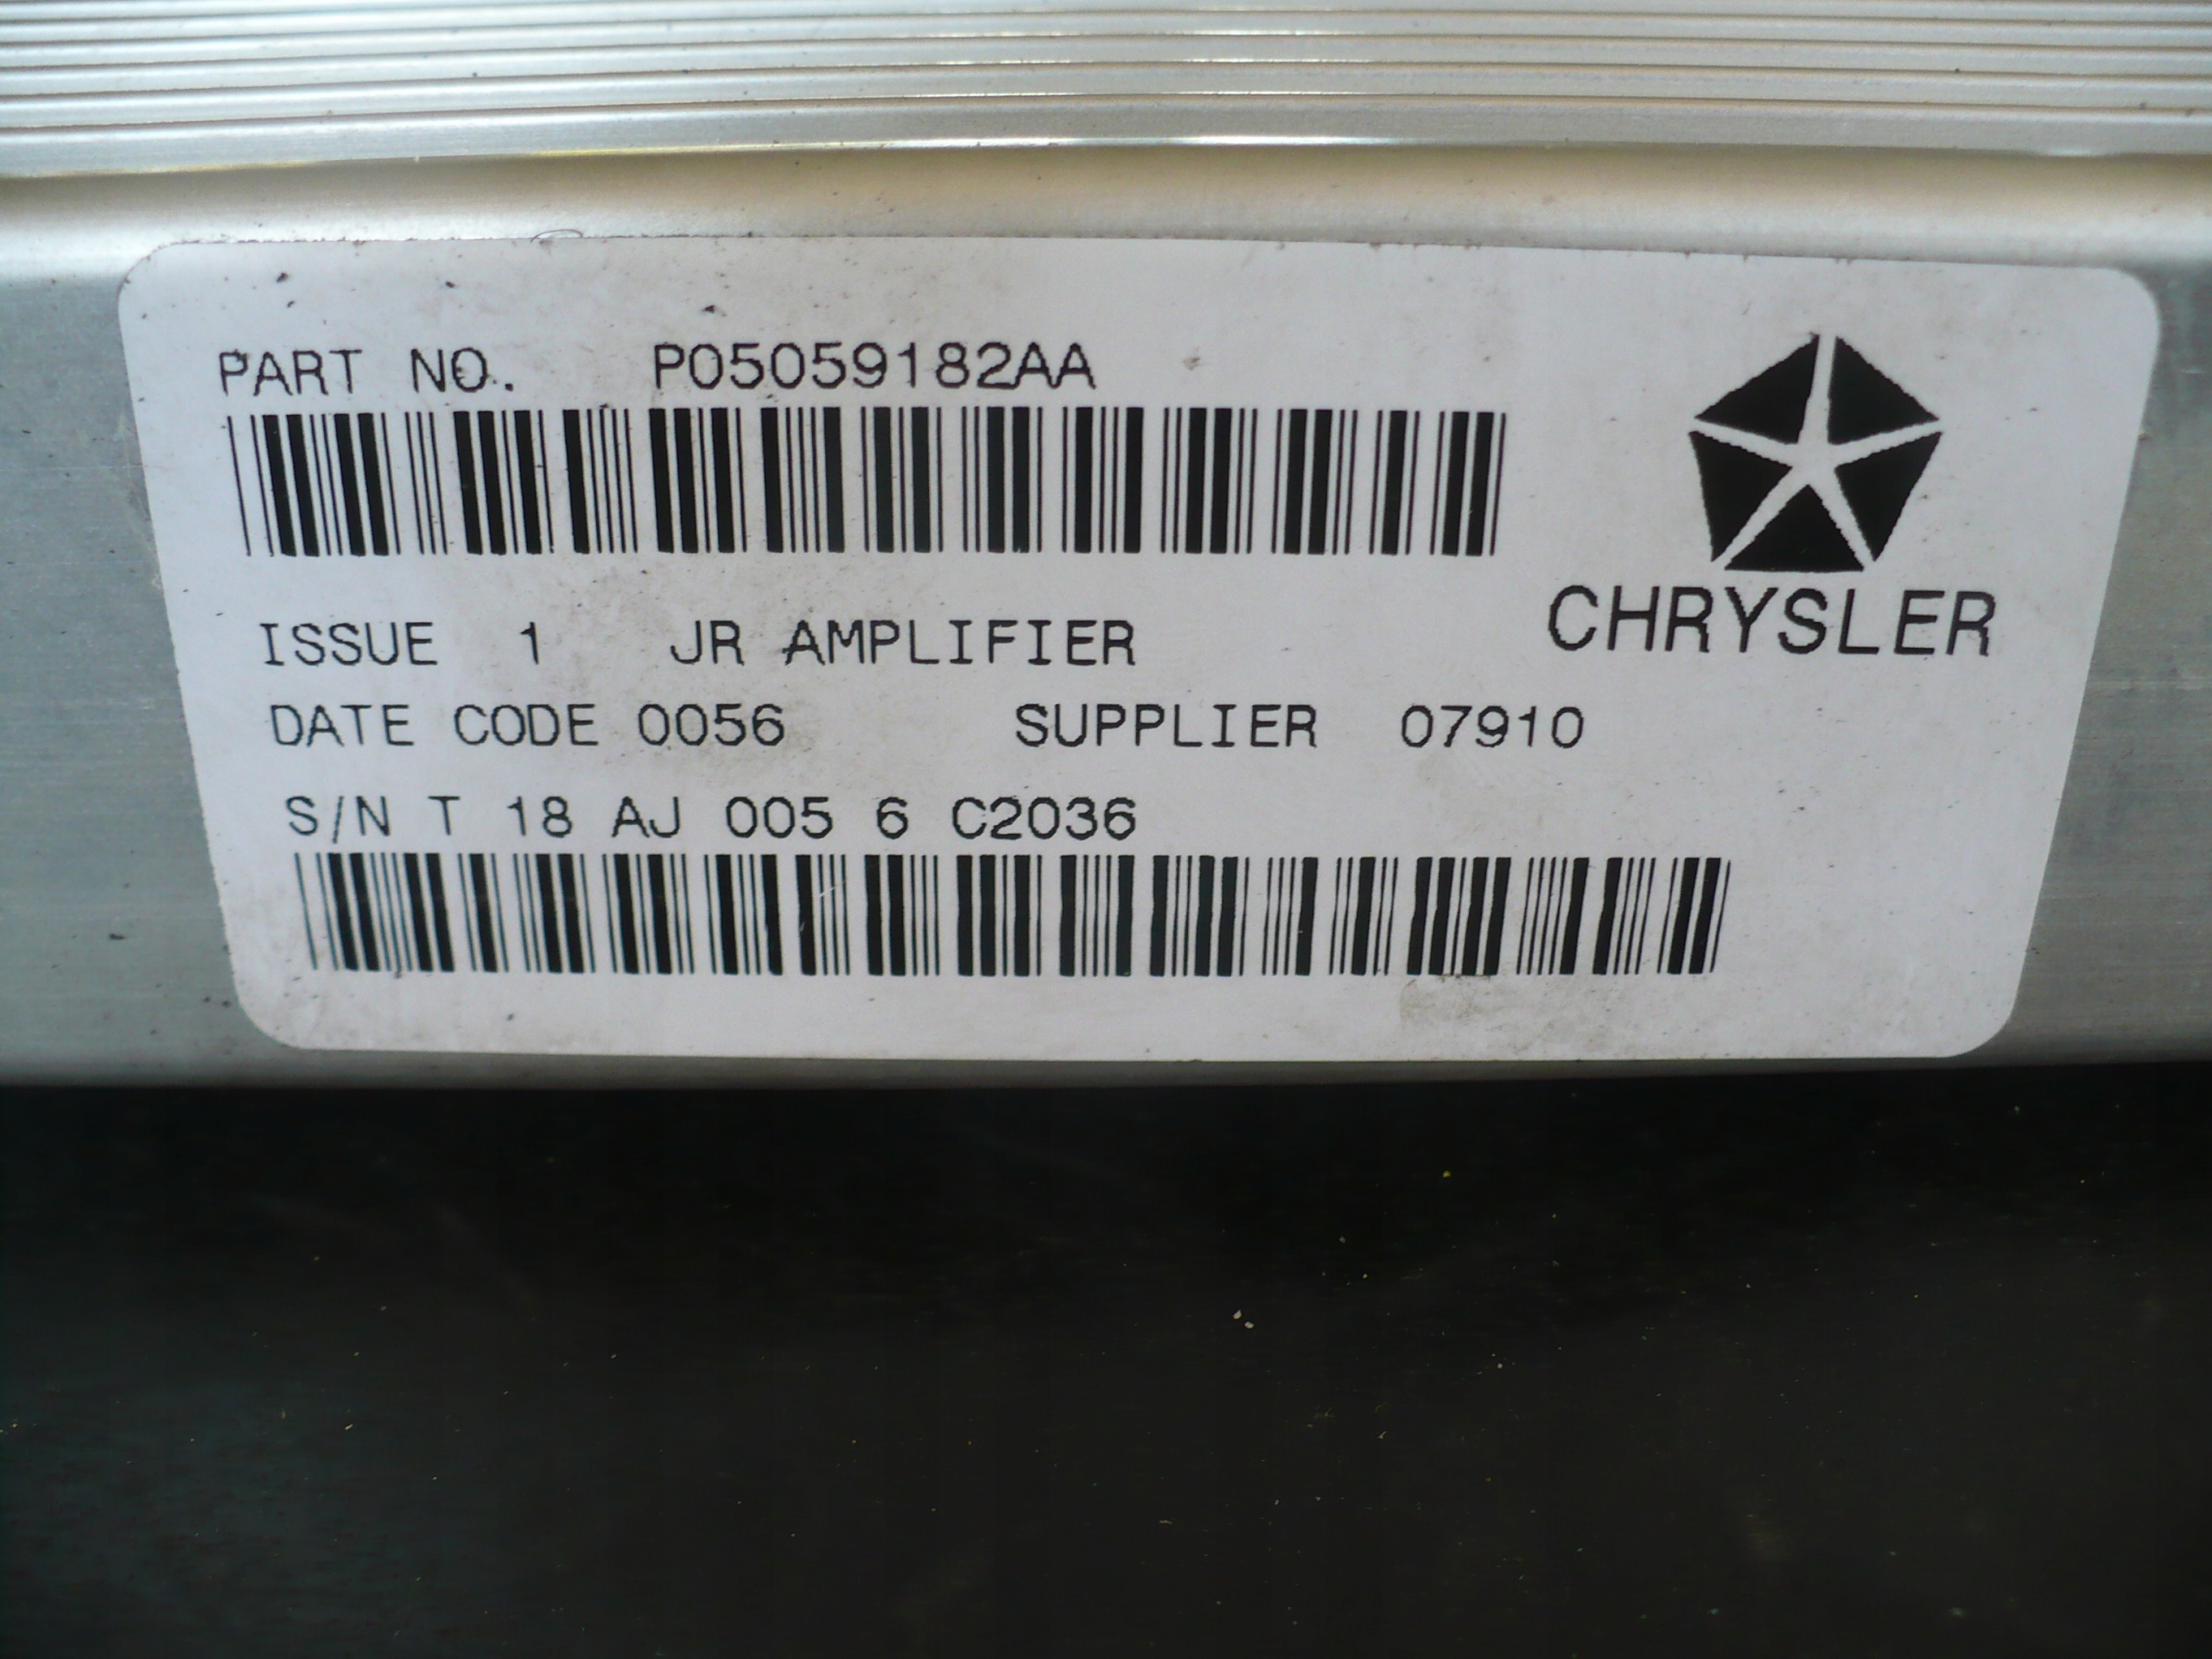 PART NO. P05059182AA
CHRYSLER
ISSUE 1 JR AMPLIFIER
DATE CODE 0056 SUPPLIER 07910
S/N T 18 AJ 005 6 C2036